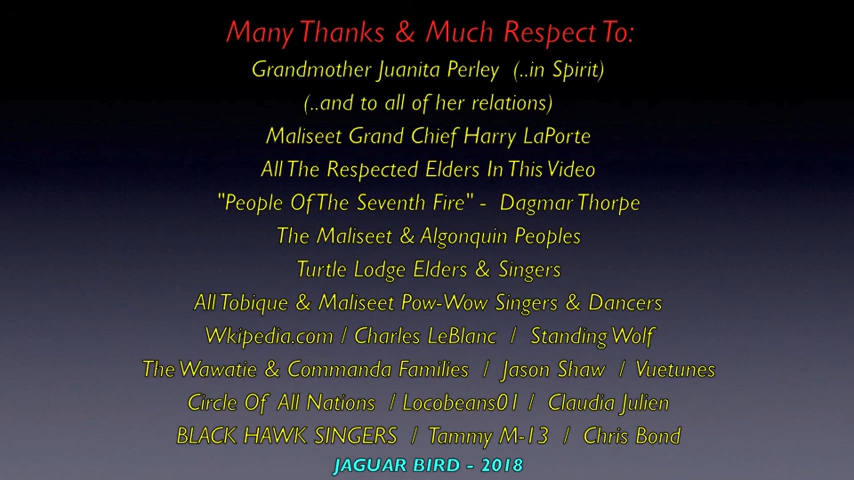 Many Thanks & Much Respect To:
Grandmother Juanita Perley (..in Spirit)
(..and to all of her relations)
Maliseet Grand Chief Harry LaPorte
All The Respected Elders In This Video
"People Of The Seventh Fire" - Dagmar Thorpe
The Maliseet & Algonquin Peoples
Turtle Lodge Elders & Singers
All Tobique & Maliseet Pow-Wow Singers & Dancers
Wkipedia.com / Charles LeBlanc / Standing Wolf
The Wawatie & Commanda Families / Jason Shaw / Vuetunes
Circle Of All Nations / Locobeans01 / Claudia Julien
BLACK HAWK SINGERS / Tammy M-13 / Chris Bond
JAGUAR BIRD - 2018